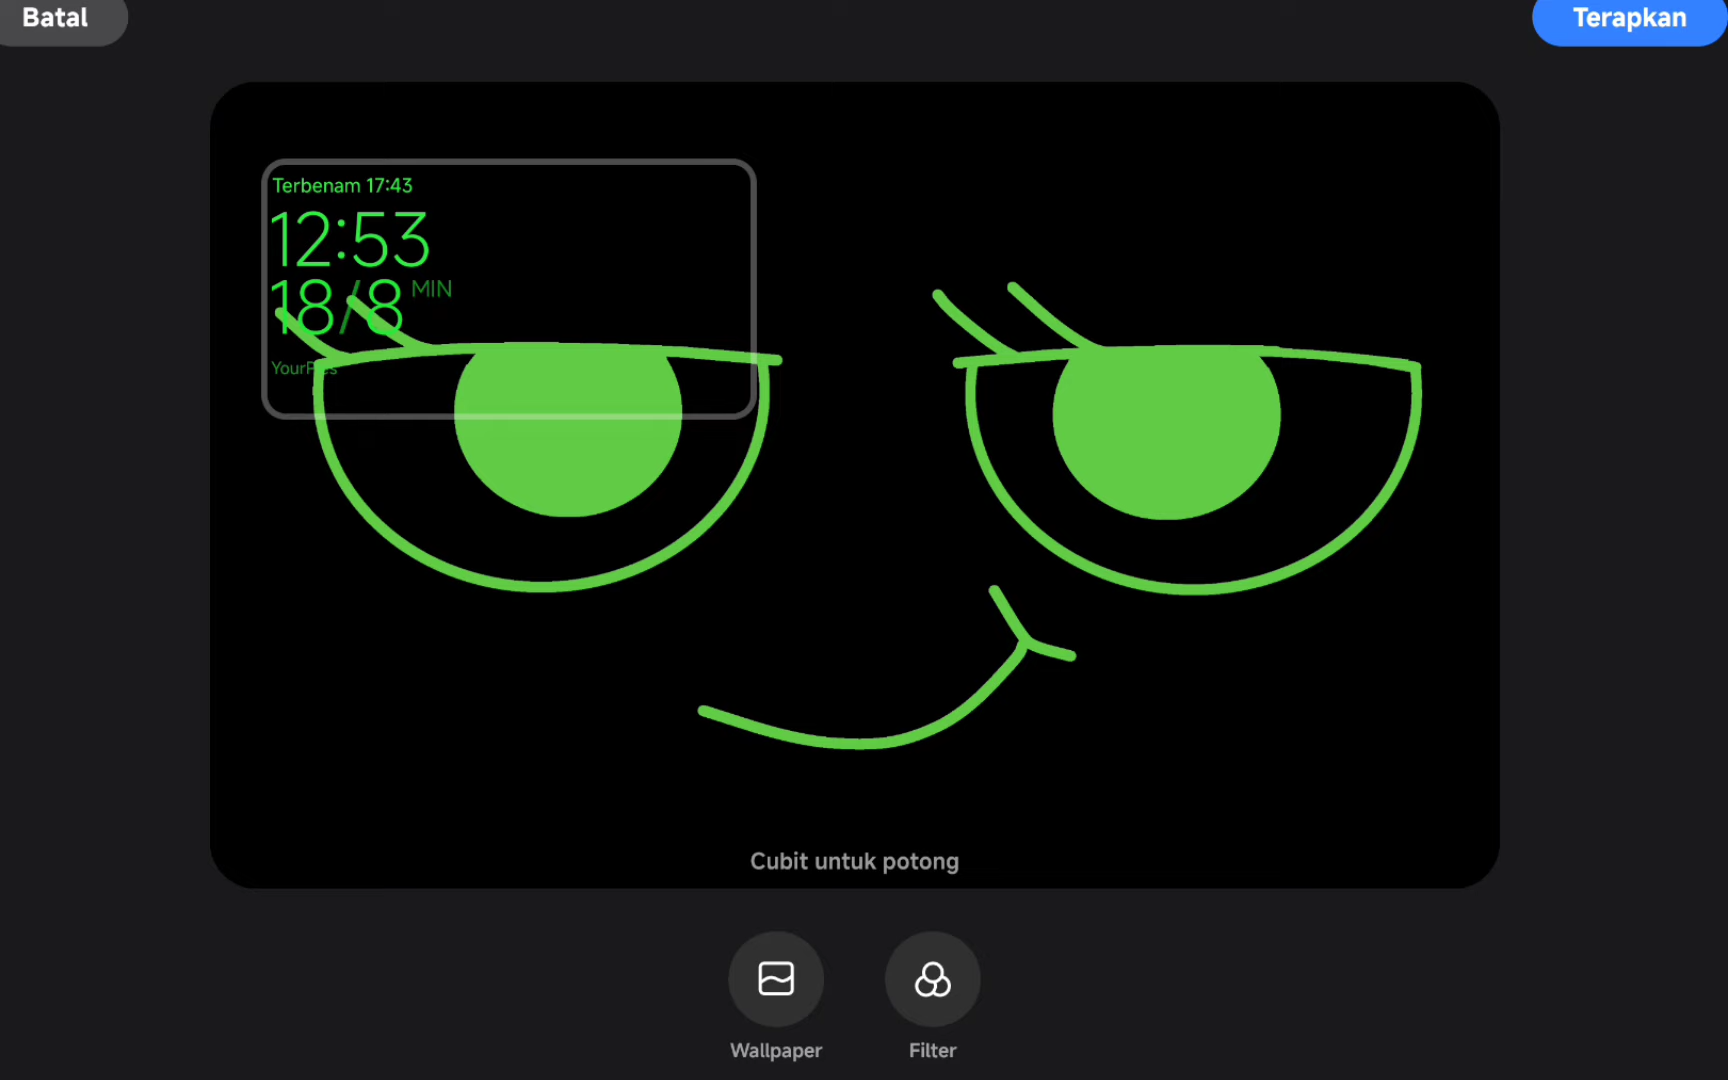 Batal
Terapkan
Terbenam 17:43
12:53
18/8 MIN
Cubit untuk potong
Wallpaper
Filter